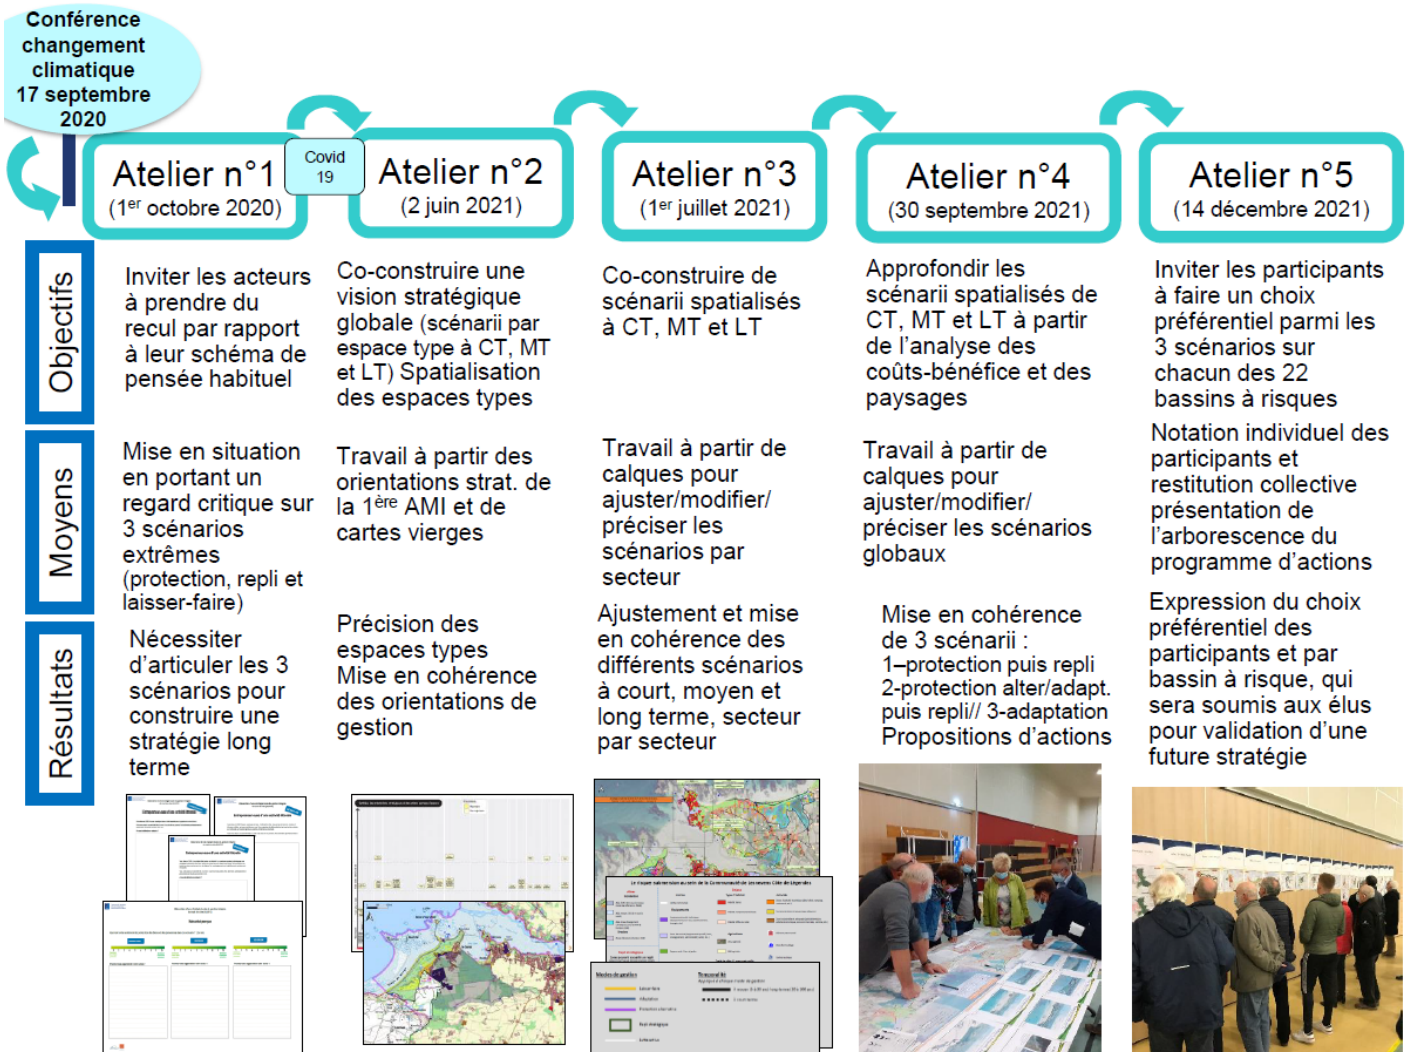 Conférence
changement
climatique
17 septembre
2020
Atelier n°1
(1er octobre 2020)
Covid
19
Atelier n°2
(2 juin 2021)
Atelier n°3
(1er juillet 2021)
Atelier n°4
(30 septembre 2021)
Atelier n°5
(14 décembre 2021)
Objectifs
Inviter les acteurs
à prendre du
recul par rapport
à leur schéma de
pensée habituel
Co-construire une
vision stratégique
globale (scénarii par
espace type à CT, MT
et LT) Spatialisation
des espaces types
Co-construire de
scénarii spatialisés
à CT, MT et LT
Approfondir les
scénarii spatialisés de
CT, MT et LT à partir
de l'analyse des
coûts-bénéfice et des
paysages
Inviter les participants
à faire un choix
préférentiel parmi les
3 scénarios sur
chacun des 22
bassins à risques
Moyens
Mise en situation
en portant un
regard critique sur
3 scénarios
extrêmes
(protection, repli et
laisser-faire)
Travail à partir des
orientations strat. de
la 1ère AMI et de
cartes vierges
Travail à partir de
calques pour
ajuster/modifier/
préciser les
scénarios par
secteur
Travail à partir de
calques pour
ajuster/modifier/
préciser les scénarios
globaux
Notation individuel des
participants et
restitution collective
présentation de
l'arborescence du
programme d'actions
Résultats
Nécessiter
d'articuler les 3
scénarios pour
construire une
stratégie long
terme
Précision des
espaces types
Mise en cohérence
des orientations de
gestion
Ajustement et mise
en cohérence des
différents scénarios
à court, moyen et
long terme, secteur
par secteur
Mise en cohérence
de 3 scénarii :
1–protection puis repli
2-protection alter/adapt.
puis repli// 3-adaptation
Propositions d'actions
Expression du choix
préférentiel des
participants et par
bassin à risque, qui
sera soumis aux élus
pour validation d'une
future stratégie
Modes de gestion
Temporalité